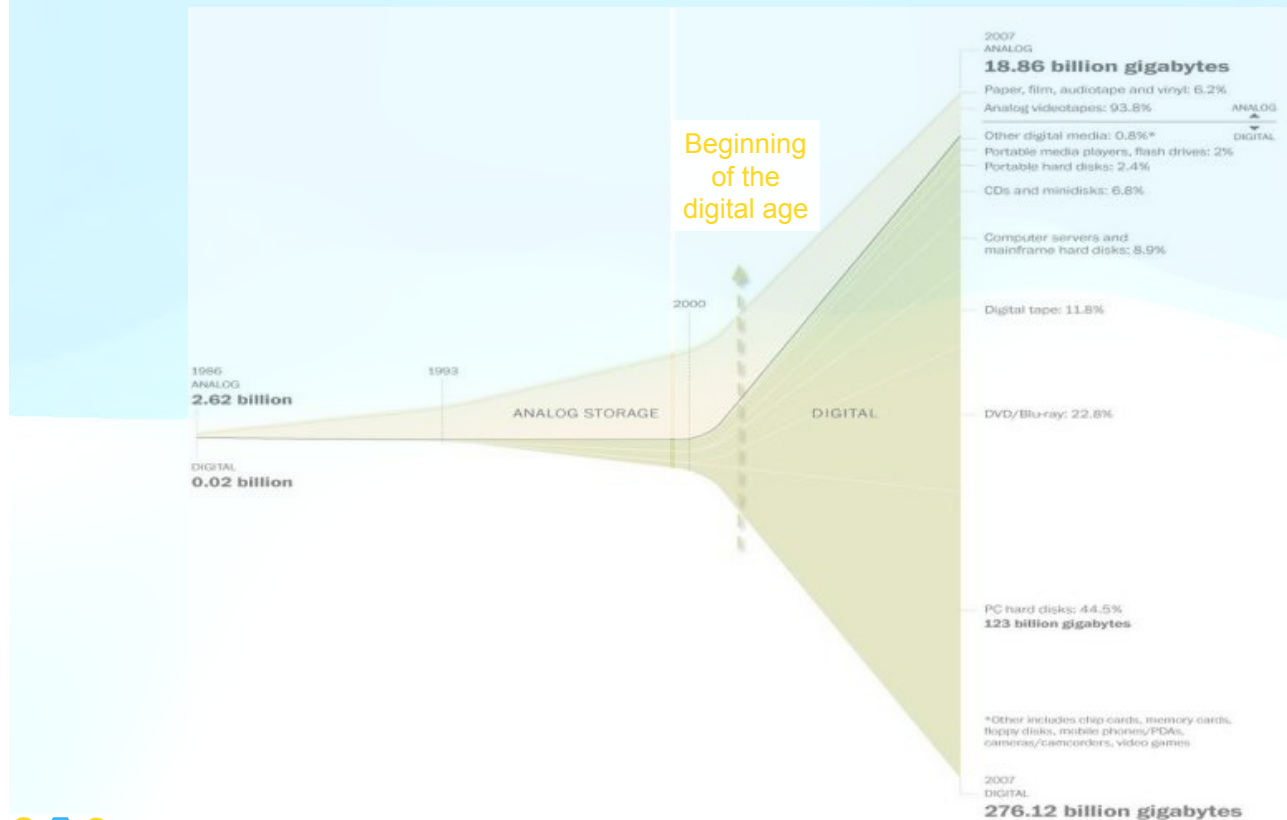 2007
ANALOG
18.86 billion gigabytes
Paper, film, audiotape and vinyl: 6.2%
Analog videotapes: 93.8%
ANALOG
DIGITAL
Other digital media: 0.8%*
Portable media players, flash drives: 2%
Portable hard disks: 2.4%
CDs and minidisks: 6.8%
Computer servers and
mainframe hard disks: 8.9%
Digital tape: 11.8%
DVD/Blu-ray: 22.8%
PC hard disks: 44.5%
123 billion gigabytes
*Other includes chip cards, memory cards,
floppy disks, mobile phones/PDAs,
cameras/camcorders, video games
2007
DIGITAL
276.12 billion gigabytes
Beginning
of the
digital age
2000
1993
1986
ANALOG
2.62 billion
ANALOG STORAGE
DIGITAL
DIGITAL
0.02 billion